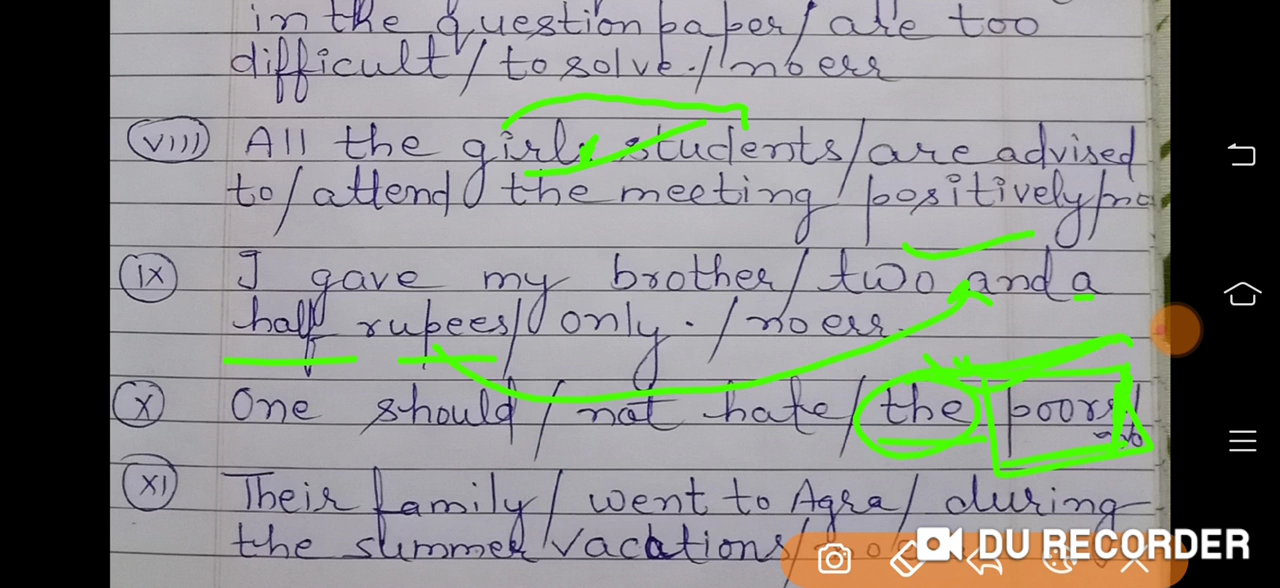 in the question paper/ are too
difficult/ to solve./ no err
(viii) All the girls students/are advised
to/ attend the meeting/ positively/no
(ix) I gave my brother/ two and a
half rupees/ only./ no err.
(x) One should/ not hate/ the poors/
no
(xi) Their family/ went to Agra/ during
the summer vacations/
DU RECORDER